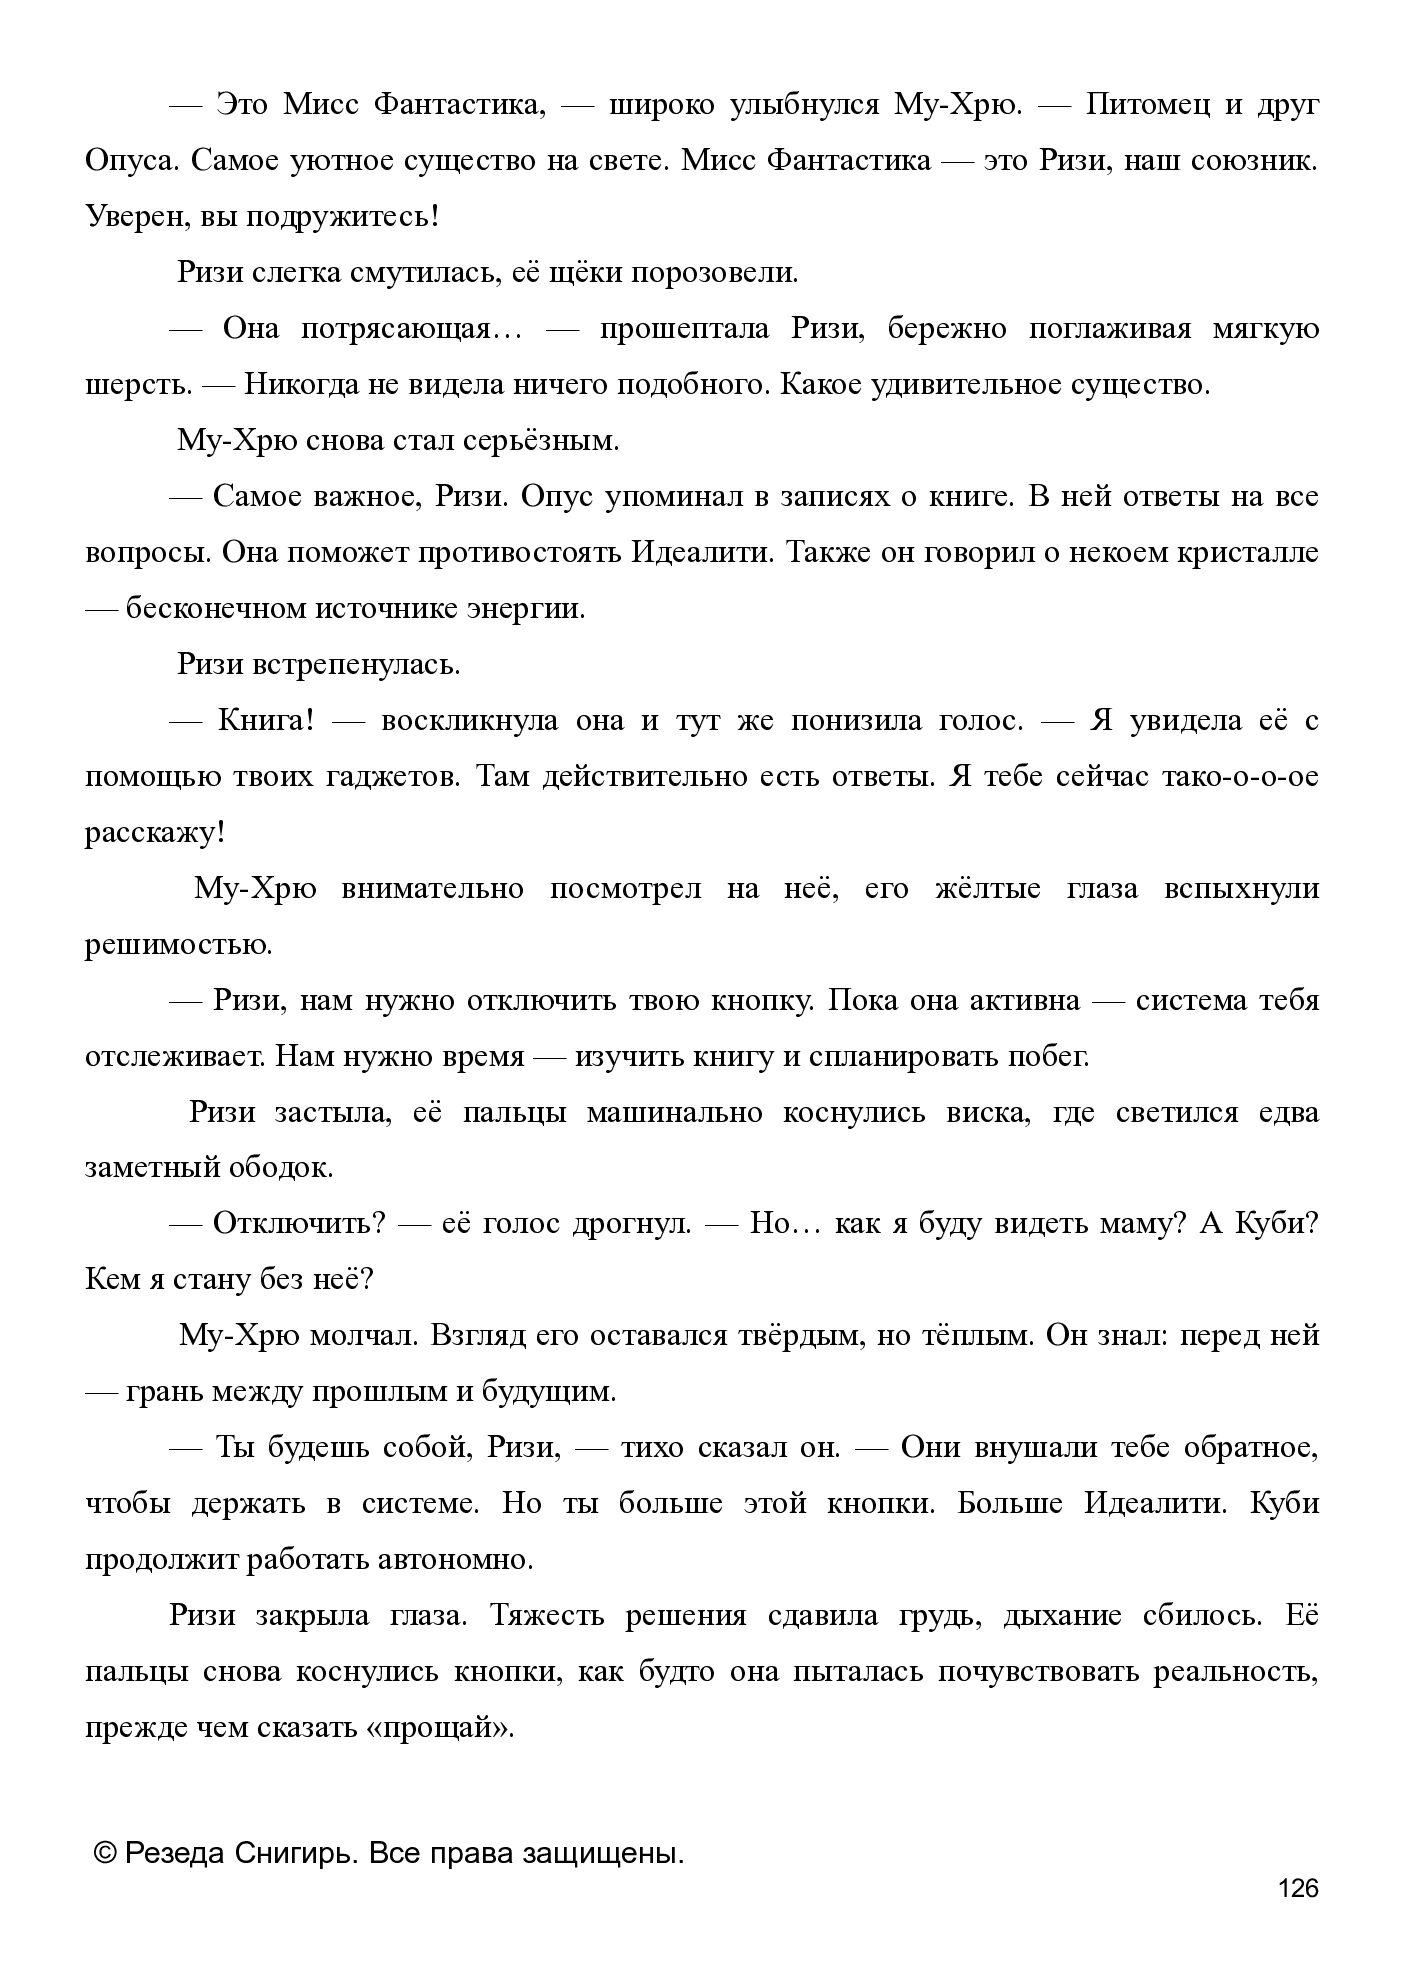 — Это Мисс Фантастика, — широко улыбнулся Му-Хрю. — Питомец и друг
Опуса. Самое уютное существо на свете. Мисс Фантастика — это Ризи, наш союзник.
Уверен, вы подружитесь!
Ризи слегка смутилась, её щёки порозовели.
— Она потрясающая… — прошептала Ризи, бережно поглаживая мягкую
шерсть. — Никогда не видела ничего подобного. Какое удивительное существо.
Му-Хрю снова стал серьёзным.
— Самое важное, Ризи. Опус упоминал в записях о книге. В ней ответы на все
вопросы. Она поможет противостоять Идеалити. Также он говорил о некоем кристалле
— бесконечном источнике энергии.
Ризи встрепенулась.
— Книга! — воскликнула она и тут же понизила голос. — Я увидела её с
помощью твоих гаджетов. Там действительно есть ответы. Я тебе сейчас тако-о-о-ое
расскажу!
Му-Хрю внимательно посмотрел на неё, его жёлтые глаза вспыхнули
решимостью.
— Ризи, нам нужно отключить твою кнопку. Пока она активна — система тебя
отслеживает. Нам нужно время — изучить книгу и спланировать побег.
Ризи застыла, её пальцы машинально коснулись виска, где светился едва
заметный ободок.
— Отключить? — её голос дрогнул. — Но… как я буду видеть маму? А Куби?
Кем я стану без неё?
Му-Хрю молчал. Взгляд его оставался твёрдым, но тёплым. Он знал: перед ней
— грань между прошлым и будущим.
— Ты будешь собой, Ризи, — тихо сказал он. — Они внушали тебе обратное,
чтобы держать в системе. Но ты больше этой кнопки. Больше Идеалити. Куби
продолжит работать автономно.
Ризи закрыла глаза. Тяжесть решения сдавила грудь, дыхание сбилось. Её
пальцы снова коснулись кнопки, как будто она пыталась почувствовать реальность,
прежде чем сказать «прощай».
© Резеда Снигирь. Все права защищены.
126